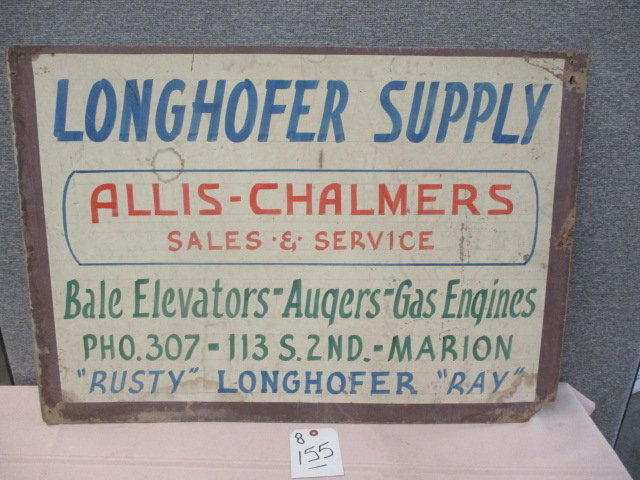 LONGHOFER SUPPLY
ALLIS-CHALMERS
SALES & SERVICE
Bale Elevators-Augers-Gas Engines
PHO.307-113 S.2ND.-MARION
"RUSTY" LONGHOFER "RAY"
8
155